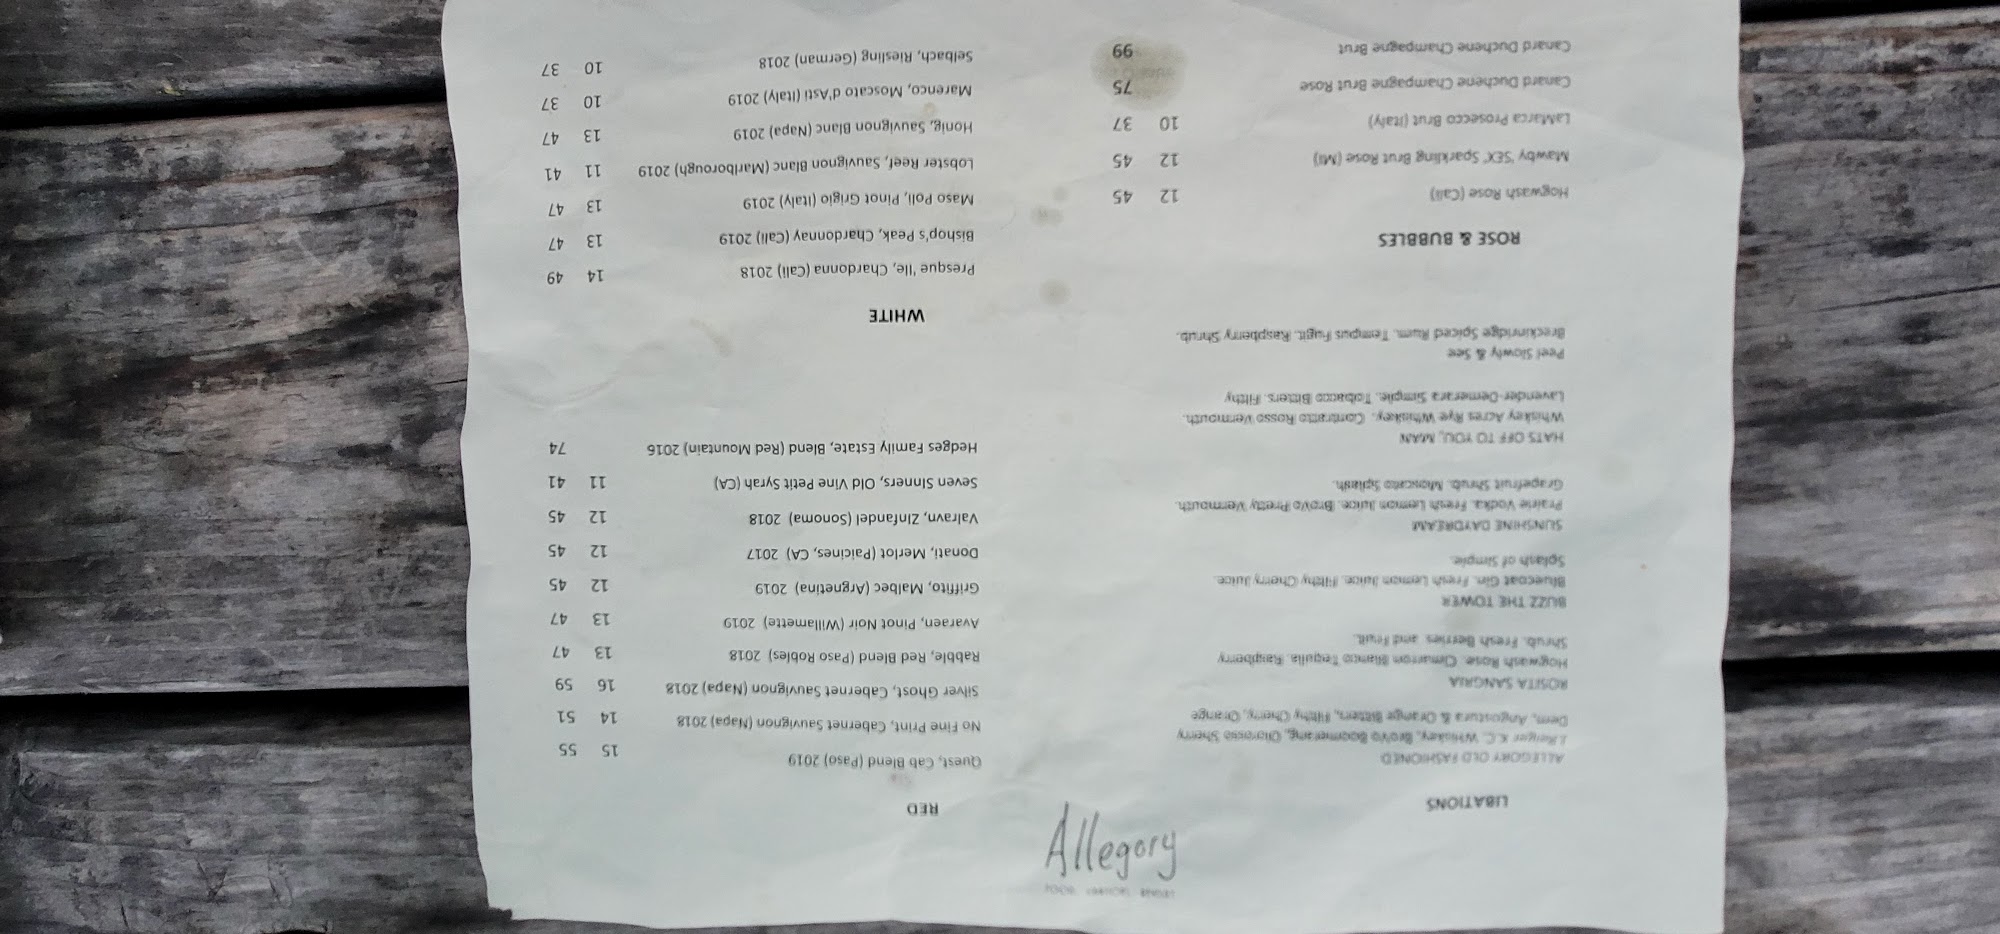 Allegory
LIBATIONS
ALLEGORY OLD FASHIONED
J.Rieger K.C. Whiskey, BroVo Boomerang, Oloroso Sherry
Dem, Angostura & Orange Bitters, Filthy Cherry, Orange
ROSITA SANGRIA
Hogwash Rose. Cimarron Blanco Tequila. Raspberry
Shrub. Fresh Berries and Fruit.
BUZZ THE TOWER
Bluecoat Gin. Fresh Lemon Juice. Filthy Cherry Juice.
Splash of Simple.
SUNSHINE DAYDREAM
Prairie Vodka. Fresh Lemon Juice. BroVo Pretty Vermouth.
Grapefruit Shrub. Moscato Splash.
HATS OFF TO YOU, MAN
Whiskey Acres Rye Whiskey. Contratto Rosso Vermouth.
Lavender-Demerara Simple. Tobacco Bitters. Filthy
Peel Slowly & See
Breckinridge Spiced Rum. Tempus Fugit. Raspberry Shrub.
ROSE & BUBBLES
Hogwash Rose (Cali) 12 45
Mawby 'SEX' Sparkling Brut Rose (MI) 12 45
LaMarca Prosecco Brut (Italy) 10 37
Canard Duchene Champagne Brut Rose 75
Canard Duchene Champagne Brut 99
RED
Quest, Cab Blend (Paso) 2019 15 55
No Fine Print, Cabernet Sauvignon (Napa) 2018 14 51
Silver Ghost, Cabernet Sauvignon (Napa) 2018 16 59
Rabble, Red Blend (Paso Robles) 2018 13 47
Avaraen, Pinot Noir (Willamette) 2019 13 47
Griffito, Malbec (Argnetina) 2019 12 45
Donati, Merlot (Paicines, CA) 2017 12 45
Valravn, Zinfandel (Sonoma) 2018 12 45
Seven Sinners, Old Vine Petit Syrah (CA) 11 41
Hedges Family Estate, Blend (Red Mountain) 2016 74
WHITE
Presque 'Ile, Chardonna (Cali) 2018 14 49
Bishop's Peak, Chardonnay (Cali) 2019 13 47
Maso Poli, Pinot Grigio (Italy) 2019 13 47
Lobster Reef, Sauvignon Blanc (Marlborough) 2019 11 41
Honig, Sauvignon Blanc (Napa) 2019 13 47
Marenco, Moscato d'Asti (Italy) 2019 10 37
Selbach, Riesling (German) 2018 10 37